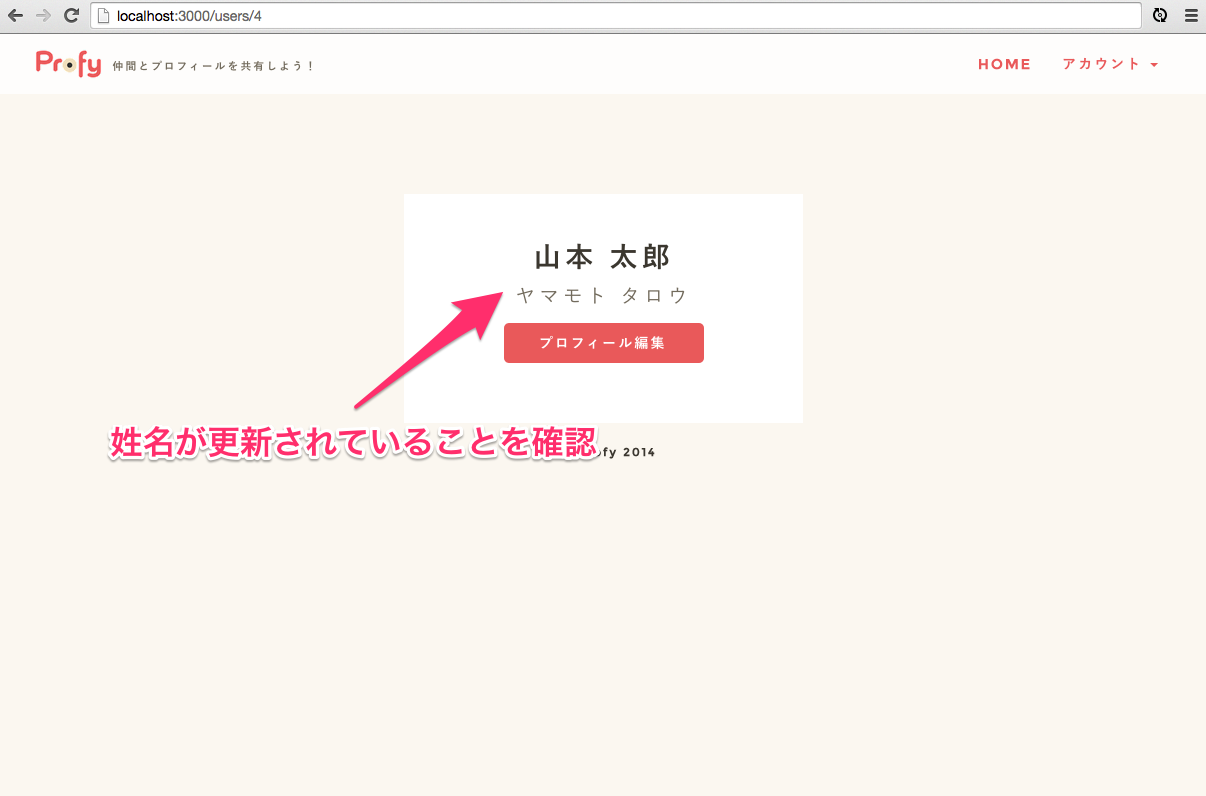 localhost:3000/users/4
Profy 仲間とプロフィールを共有しよう！ HOME アカウント
山本 太郎
ヤマモト タロウ
プロフィール編集
姓名が更新されていることを確認
ofy 2014